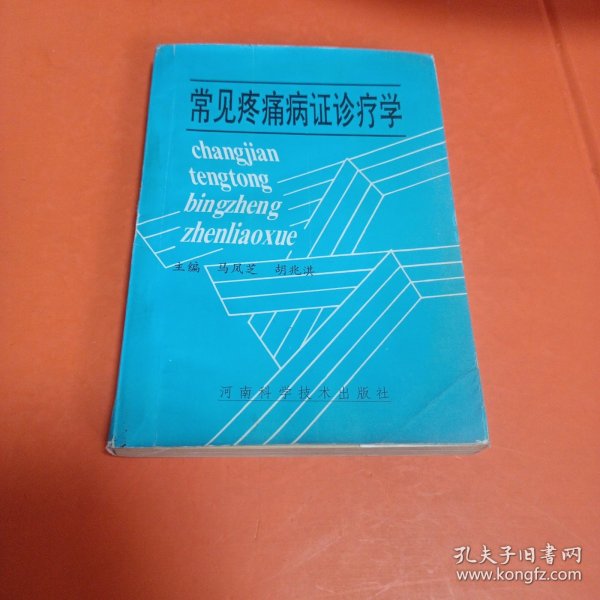 常见疼痛病证诊疗学
changjian
tengtong
bingzheng
zhenliaoxue
主编 马凤芝 胡兆洪
河南科学技术出版社
孔夫子旧书网
www.kongfz.com